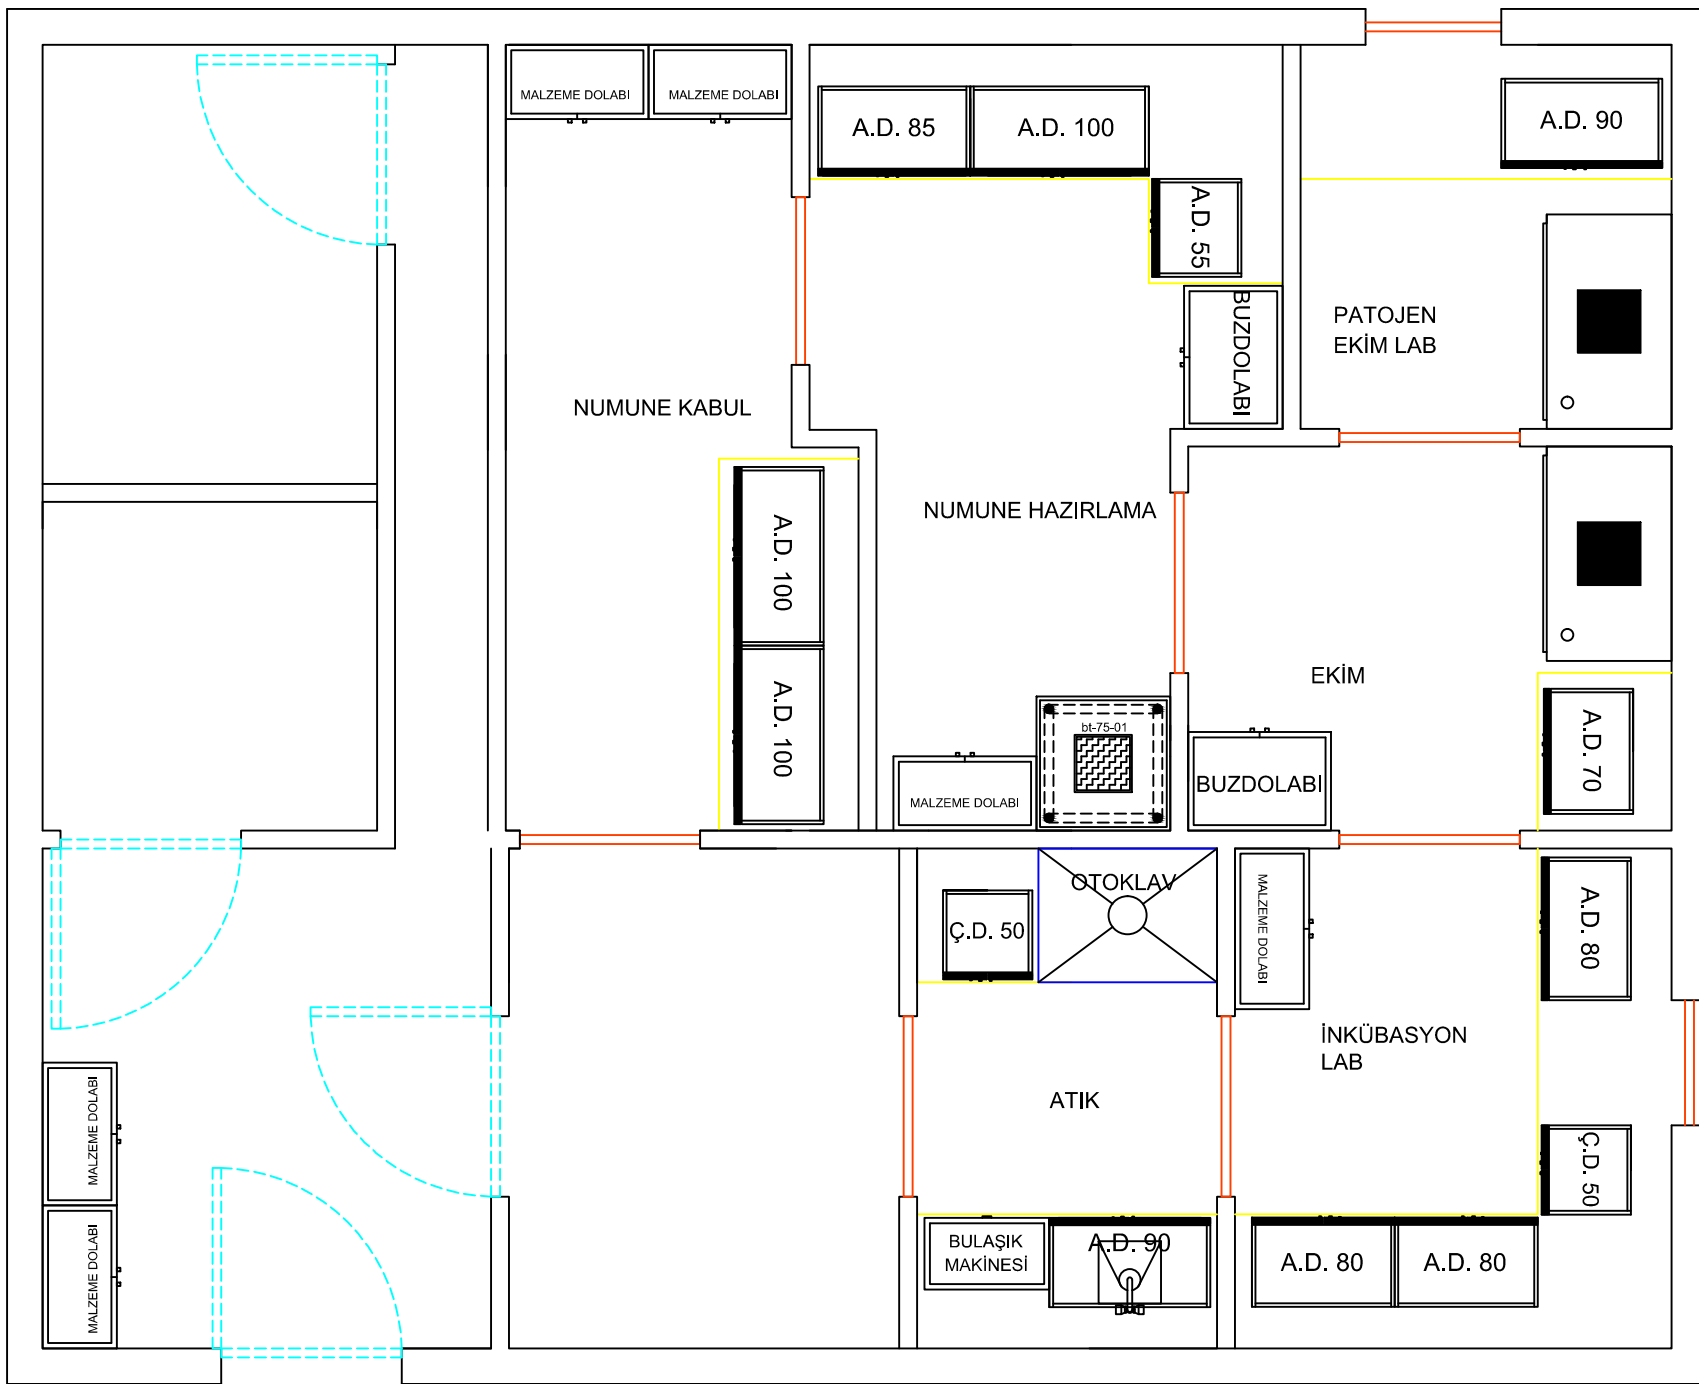 MALZEME DOLABI
MALZEME DOLABI
A.D. 85
A.D. 100
A.D. 90
A.D. 55
BUZDOLABI
PATOJEN
EKİM LAB
NUMUNE KABUL
NUMUNE HAZIRLAMA
A.D. 100
A.D. 100
EKİM
bt-75-01
MALZEME DOLABI
BUZDOLABI
A.D. 70
OTOKLAV
Ç.D. 50
MALZEME DOLABI
A.D. 80
İNKÜBASYON
LAB
ATIK
MALZEME DOLABI
MALZEME DOLABI
Ç.D. 50
BULAŞIK
MAKİNESİ
A.D. 90
A.D. 80
A.D. 80